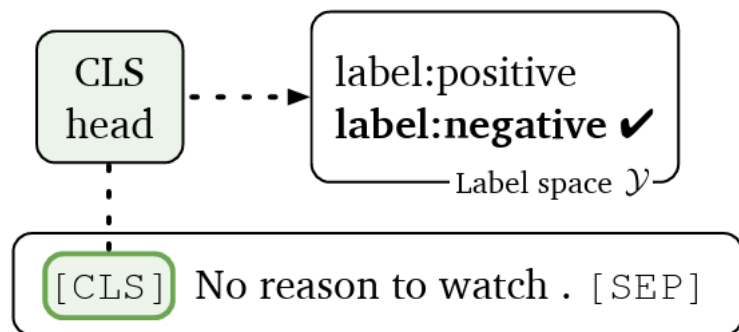 CLS
head
label:positive
label:negative ✔
Label space 𝒴
[CLS] No reason to watch . [SEP]